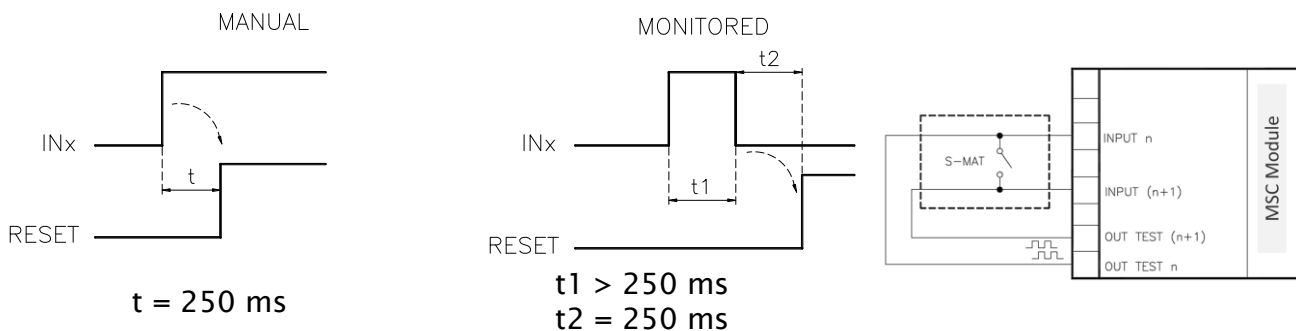 MANUAL
INx
t
RESET
t = 250 ms
MONITORED
t2
INx
t1
RESET
t1 > 250 ms
t2 = 250 ms
S-MAT
INPUT n
INPUT (n+1)
OUT TEST (n+1)
OUT TEST n
MSC Module